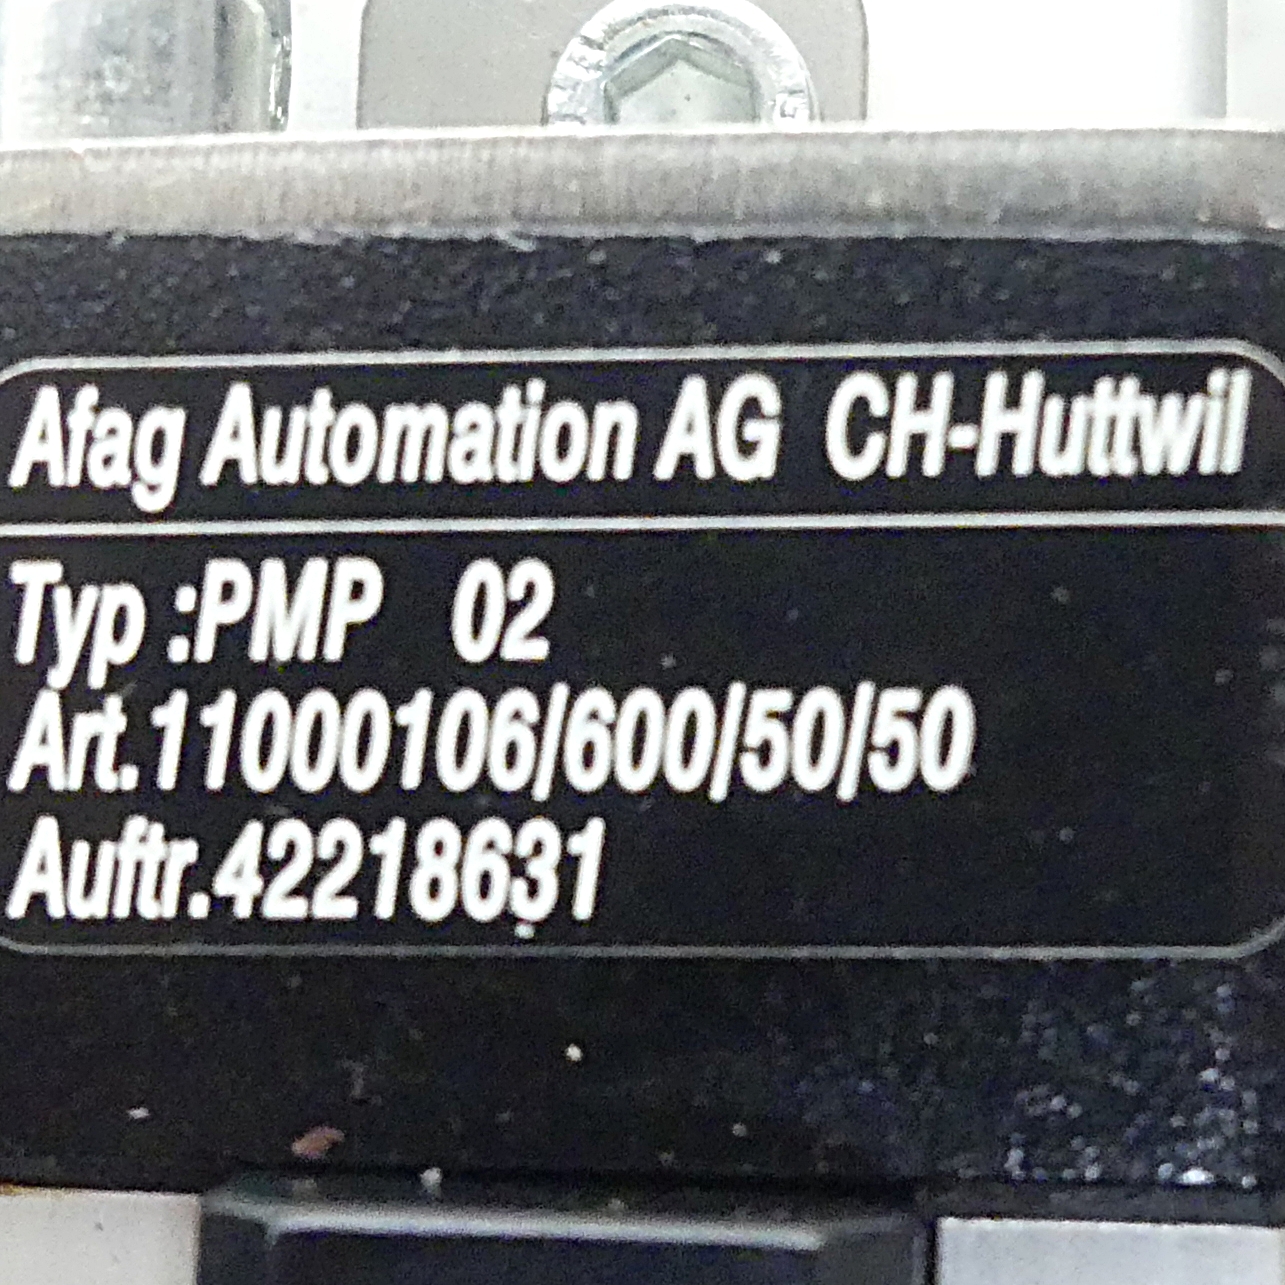 Afag Automation AG CH-Huttwil
Typ :PMP 02
Art.11000106/600/50/50
Auftr.42218631